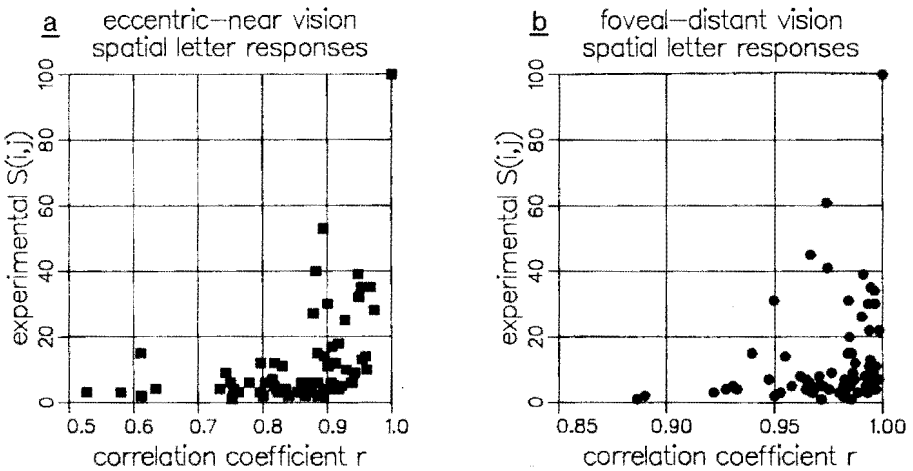 a eccentric-near vision
spatial letter responses
experimental S(i,j)
100
80
60
40
20
0
0.5 0.6 0.7 0.8 0.9 1.0
correlation coefficient r
b foveal-distant vision
spatial letter responses
experimental S(i,j)
100
80
60
40
20
0
0.85 0.90 0.95 1.00
correlation coefficient r